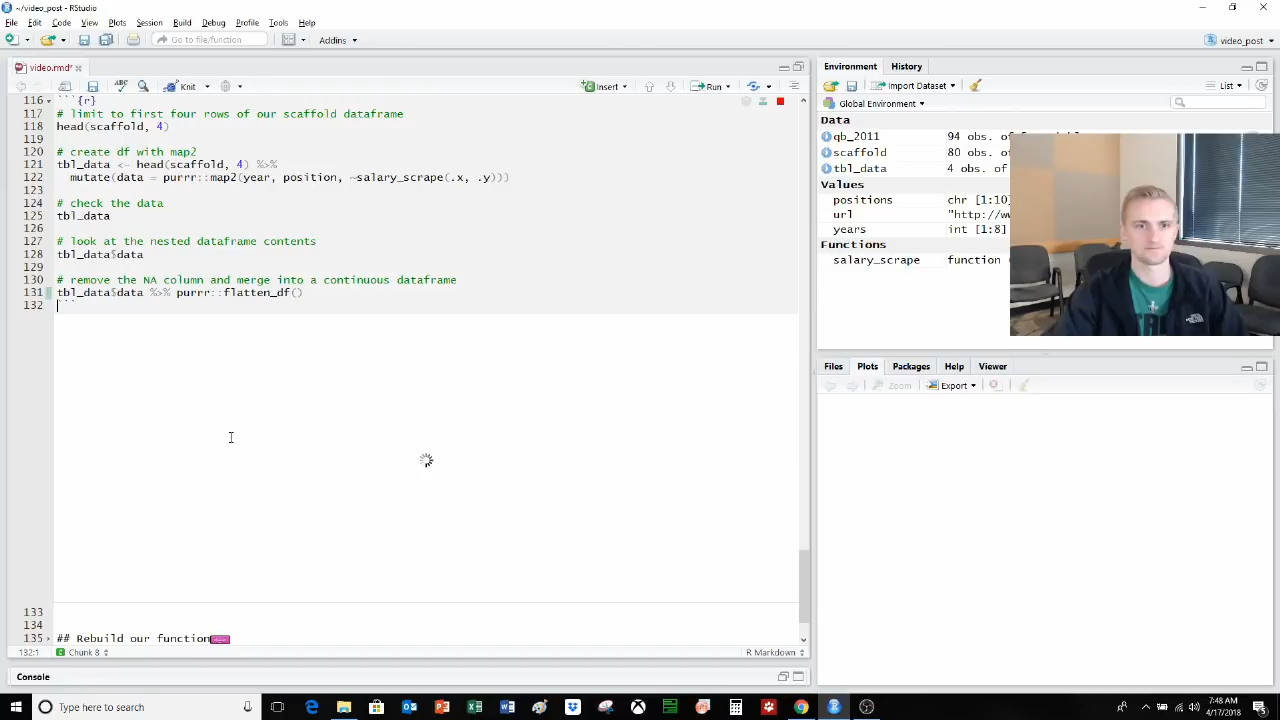 ~/video_post - RStudio
File Edit Code View Plots Session Build Debug Profile Tools Help
Go to file/function Addins video_post
video.rmd*
Knit Insert Run
116 ```{r}
117 # limit to first four rows of our scaffold dataframe
118 head(scaffold, 4)
119
120 # create df with map2
121 tbl_data <- head(scaffold, 4) %>%
122 mutate(data = purrr::map2(year, position, ~salary_scrape(.x, .y)))
123
124 # check the data
125 tbl_data
126
127 # look at the nested dataframe contents
128 tbl_data$data
129
130 # remove the NA column and merge into a continuous dataframe
131 tbl_data$data %>% purrr::flatten_df()
132 ```
133
134
135 ## Rebuild our function
132:1 Chunk 8 R Markdown
Console
Environment History
Import Dataset List
Global Environment
Data
qb_2011 94 obs. of
scaffold 80 obs. of
tbl_data 4 obs. of
Values
positions chr [1:10]
url "http://ww
years int [1:8]
Functions
salary_scrape function (
Files Plots Packages Help Viewer
Zoom Export
Type here to search
7:48 AM
4/17/2018